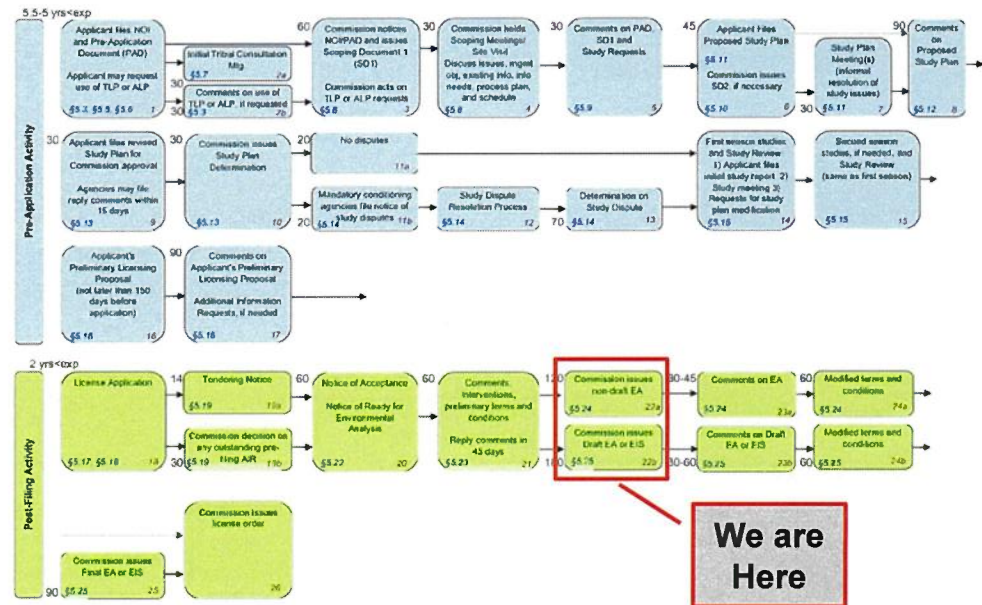 5.5-5 yrs<exp
Pre-Application Activity
Applicant files NOI
and Pre-Application
Document (PAD)
Applicant may request
use of TLP or ALP
§5.3, §5.5, §5.6 1
30
Initial Tribal Consultation
Mtg
§5.7 2a
30
Comments on use of
TLP or ALP, if requested
§5.3 2b
60
Commission notices
NOI/PAD and issues
Scoping Document 1
(SD1)
Commission acts on
TLP or ALP requests
§5.8 3
30
Commission holds
Scoping Meetings/
Site Visit
Discuss issues, mgmt
obj, existing info, info
needs, process plan,
and schedule
§5.8 4
30
Comments on PAD,
SD1 and
Study Requests
§5.9 5
45
Applicant Files
Proposed Study Plan
§5.11
Commission issues
SD2, if necessary
§5.10 6
30
Study Plan
Meeting(s)
(informal
resolution of
study issues)
§5.11 7
90
Comments
on
Proposed
Study Plan
§5.12 8
30
Applicant files revised
Study Plan for
Commission approval
Agencies may file
reply comments within
15 days
§5.13 9
30
Commission issues
Study Plan
Determination
§5.13 10
20
No disputes
11a
20
Mandatory conditioning
agencies file notice of
study disputes
§5.14 11b
Study Dispute
Resolution Process
§5.14 12
70
Determination on
Study Dispute
§5.14 13
First season studies
and Study Review
1) Applicant files
initial study report 2)
Study meeting 3)
Requests for study
plan modification
§5.15 14
Second season
studies, if needed, and
Study Review
(same as first season)
§5.15 15
Applicant's
Preliminary Licensing
Proposal
(not later than 150
days before
application)
§5.16 16
90
Comments on
Applicant's Preliminary
Licensing Proposal
Additional Information
Requests, if needed
§5.16 17
2 yrs<exp
Post-Filing Activity
License Application
§5.17, §5.18 18
14
Tendering Notice
§5.19 19a
30
Commission decision on
any outstanding pre-
filing AIR
§5.19 19b
60
Notice of Acceptance
Notice of Ready for
Environmental
Analysis
§5.22 20
60
Comments,
interventions,
preliminary terms and
conditions
Reply comments in
45 days
§5.23 21
120
Commission issues
non-draft EA
§5.24 22a
180
Commission issues
Draft EA or EIS
§5.25 22b
30-45
Comments on EA
§5.24 23a
30-60
Comments on Draft
EA or EIS
§5.25 23b
60
Modified terms and
conditions
§5.24 24a
60
Modified terms and
conditions
§5.25 24b
90
Commission issues
Final EA or EIS
§5.25 25
Commission issues
license order
26
We are
Here